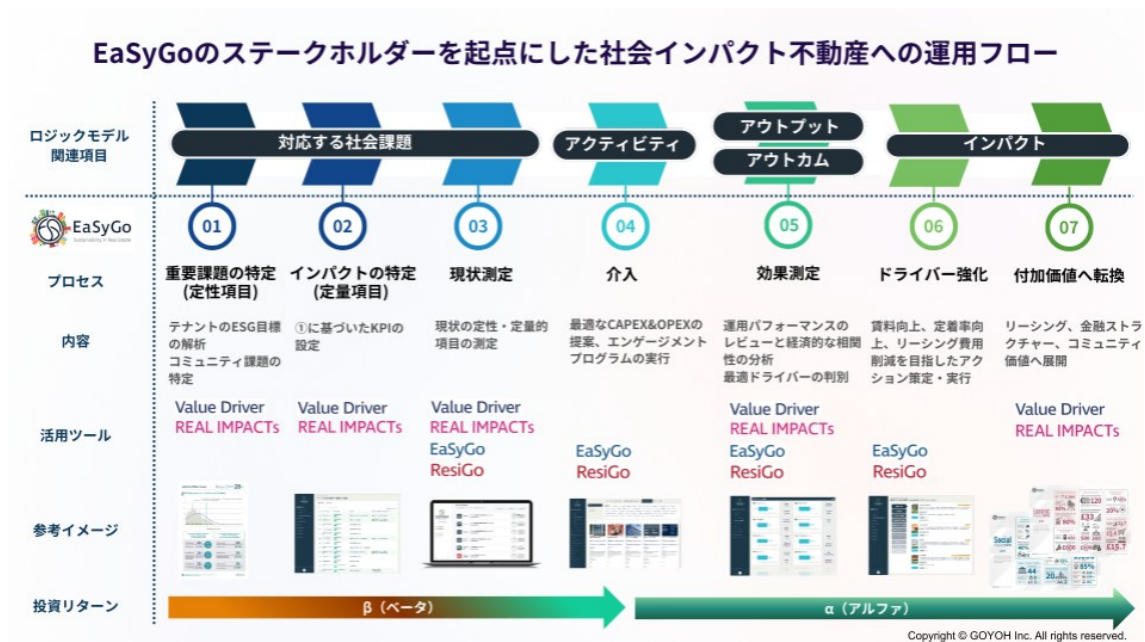 EaSyGoのステークホルダーを起点にした社会インパクト不動産への運用フロー
ロジックモデル
関連項目
対応する社会課題
アクティビティ
アウトプット
アウトカム
インパクト
EaSyGo
Sustainability in Real Estate
01
02
03
04
05
06
07
プロセス
重要課題の特定
(定性項目)
インパクトの特定
(定量項目)
現状測定
介入
効果測定
ドライバー強化
付加価値へ転換
内容
テナントのESG目標
の解析
コミュニティ課題の
特定
①に基づいたKPIの
設定
現状の定性・定量的
項目の測定
最適なCAPEX&OPEXの
提案、エンゲージメント
プログラムの実行
運用パフォーマンスの
レビューと経済的な相関
性の分析
最適ドライバーの判別
賃料向上、定着率向
上、リーシング費用
削減を目指したアク
ション策定・実行
リーシング、金融ストラ
クチャー、コミュニティ
価値へ展開
活用ツール
Value Driver
REAL IMPACTs
Value Driver
REAL IMPACTs
Value Driver
REAL IMPACTs
EaSyGo
ResiGo
EaSyGo
ResiGo
Value Driver
REAL IMPACTs
EaSyGo
ResiGo
EaSyGo
ResiGo
Value Driver
REAL IMPACTs
参考イメージ
Social
£120
£33
80%
44
20
85%
£15.7
投資リターン
β（ベータ）
α（アルファ）
Copyright © GOYOH Inc. All rights reserved.